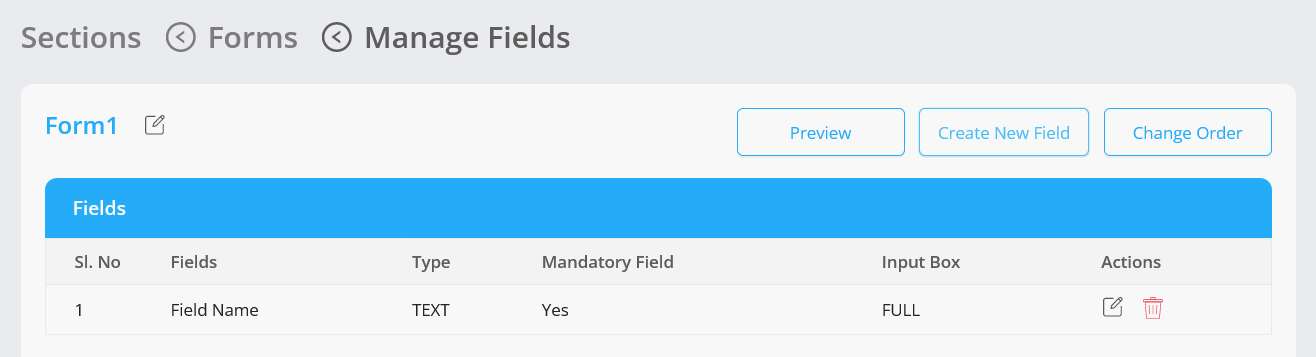 Sections Forms Manage Fields
Form1 Preview Create New Field Change Order
Fields
Sl. No Fields Type Mandatory Field Input Box Actions
1 Field Name TEXT Yes FULL